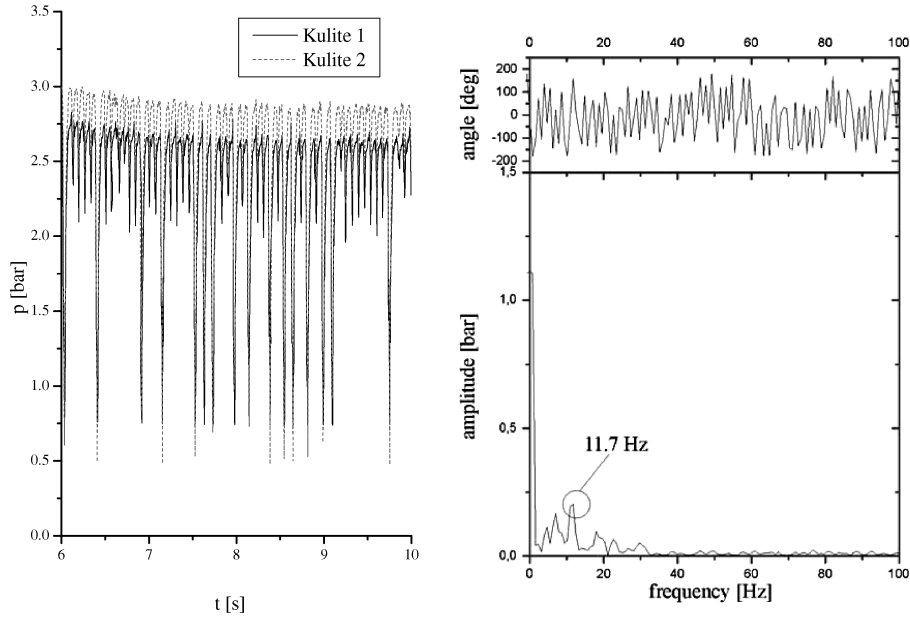 3.5
3.0
2.5
2.0
1.5
1.0
0.5
0.0
p [bar]
Kulite 1
Kulite 2
6 7 8 9 10
t [s]
0 20 40 60 80 100
200
100
0
-100
-200
angle [deg]
1,5
1,0
0,5
0,0
amplitude [bar]
11.7 Hz
0 20 40 60 80 100
frequency [Hz]